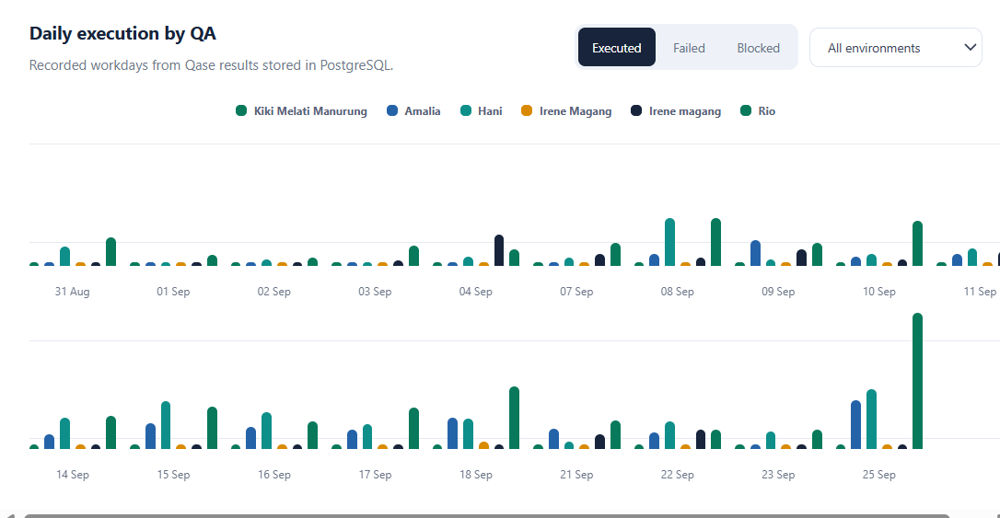 Daily execution by QA
Recorded workdays from Qase results stored in PostgreSQL.
Executed Failed Blocked All environments
Kiki Melati Manurung Amalia Hani Irene Magang Irene magang Rio
31 Aug 01 Sep 02 Sep 03 Sep 04 Sep 07 Sep 08 Sep 09 Sep 10 Sep 11 Sep
14 Sep 15 Sep 16 Sep 17 Sep 18 Sep 21 Sep 22 Sep 23 Sep 25 Sep